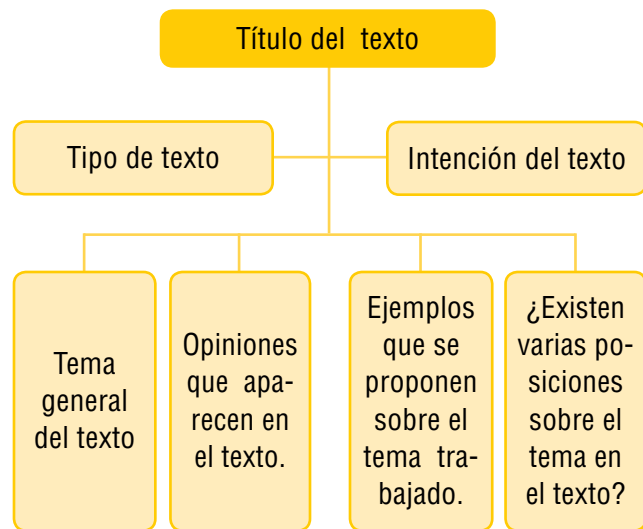 Título del texto
Tipo de texto
Intención del texto
Tema
general
del texto
Opiniones
que apa-
recen en
el texto.
Ejemplos
que se
proponen
sobre el
tema tra-
bajado.
¿Existen
varias po-
siciones
sobre el
tema en
el texto?